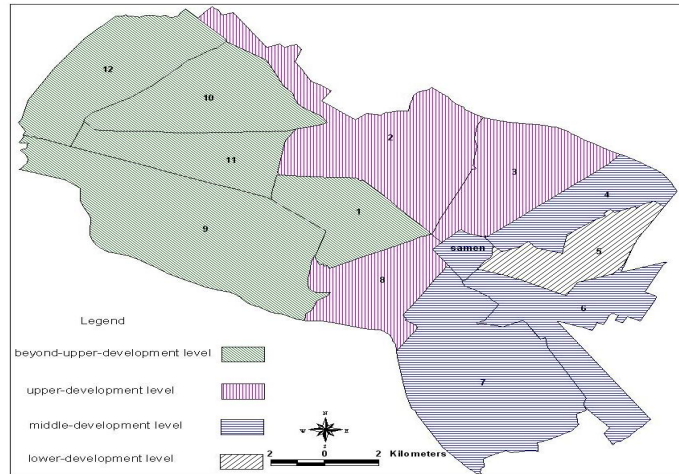 12
10
2
3
11
4
1
9
samen
5
8
6
7
Legend
beyond-upper-development level
upper-development level
middle-development level
lower-development level
N
W E
S
2 0 2 Kilometers